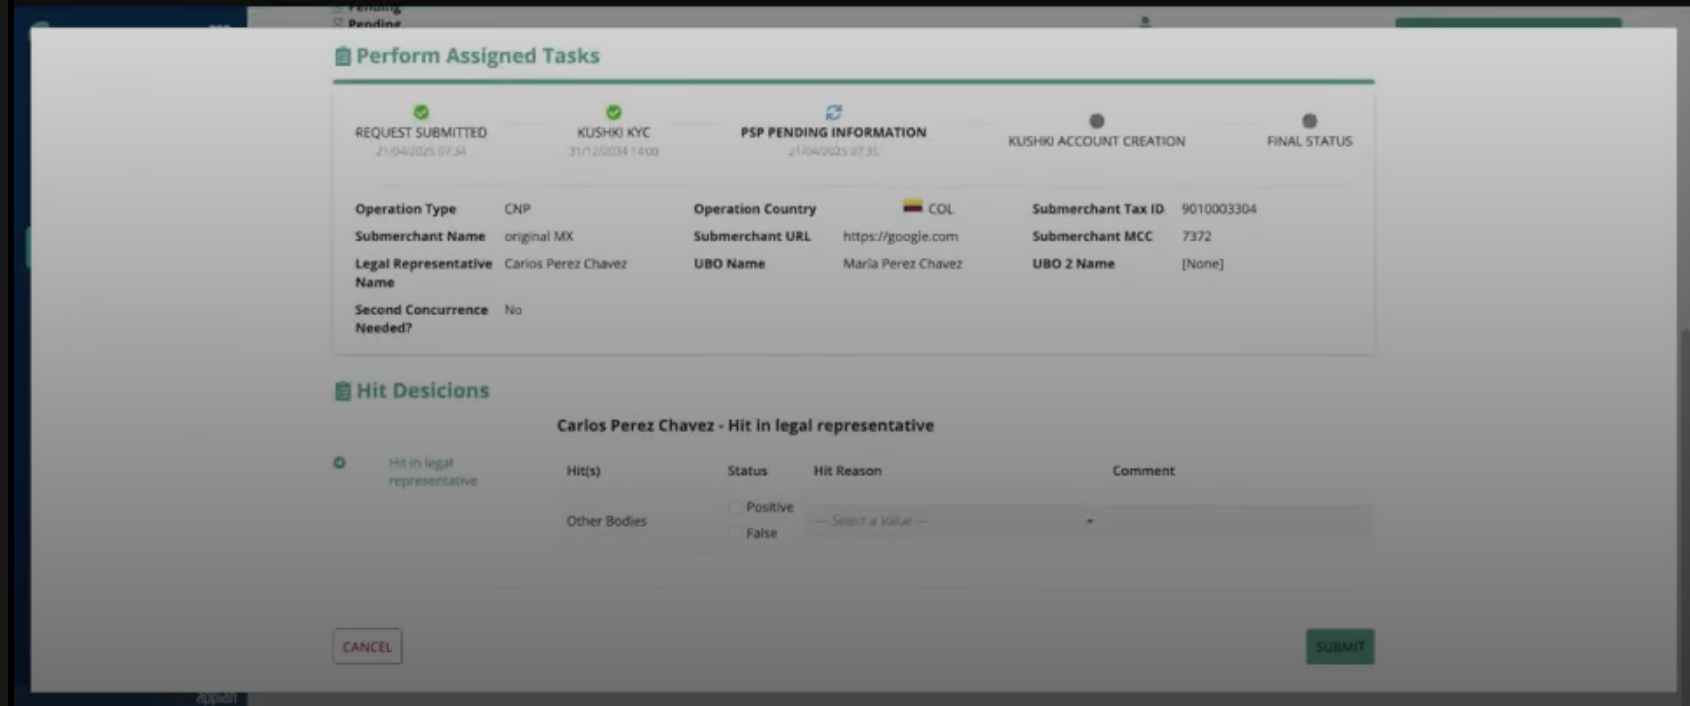 Pending
Pending
Perform Assigned Tasks
REQUEST SUBMITTED
21/04/2025 07:34
KUSHKI KYC
31/12/2034 14:00
PSP PENDING INFORMATION
21/04/2025 07:35
KUSHKI ACCOUNT CREATION
FINAL STATUS
Operation Type CNP Operation Country COL Submerchant Tax ID 9010003304
Submerchant Name original MX Submerchant URL https://google.com Submerchant MCC 7372
Legal Representative Name Carlos Perez Chavez UBO Name María Perez Chavez UBO 2 Name [None]
Second Concurrence Needed? No
Hit Desicions
Carlos Perez Chavez - Hit in legal representative
Hit in legal
representative
Hit(s) Status Hit Reason Comment
Other Bodies Positive --- Select a Value ---
False
CANCEL SUBMIT
appian